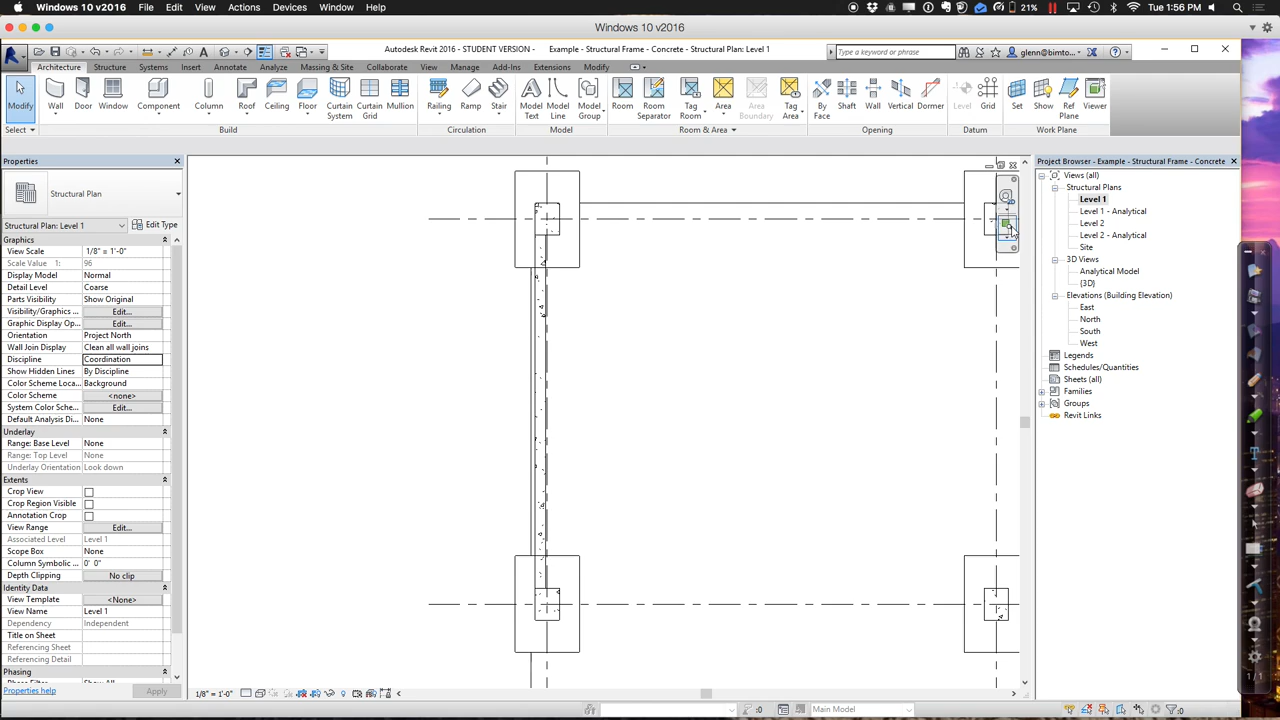 Windows 10 v2016 File Edit View Actions Devices Window Help 21% Tue 1:56 PM
Windows 10 v2016
Autodesk Revit 2016 - STUDENT VERSION - Example - Structural Frame - Concrete - Structural Plan: Level 1 Type a keyword or phrase glenn@bimto...
Architecture Structure Systems Insert Annotate Analyze Massing & Site Collaborate View Manage Add-Ins Extensions Modify
Modify Wall Door Window Component Column Roof Ceiling Floor Curtain System Curtain Grid Mullion Railing Ramp Stair Model Text Model Line Model Group Room Room Separator Tag Room Area Area Boundary Tag Area By Face Shaft Wall Vertical Dormer Level Grid Set Show Ref Plane Viewer
Select Build Circulation Model Room & Area Opening Datum Work Plane
Properties
Structural Plan
Structural Plan: Level 1 Edit Type
Graphics
View Scale 1/8" = 1'-0"
Scale Value 1: 96
Display Model Normal
Detail Level Coarse
Parts Visibility Show Original
Visibility/Graphics ... Edit...
Graphic Display Op... Edit...
Orientation Project North
Wall Join Display Clean all wall joins
Discipline Coordination
Show Hidden Lines By Discipline
Color Scheme Loca... Background
Color Scheme <none>
System Color Sche... Edit...
Default Analysis Di... None
Underlay
Range: Base Level None
Range: Top Level None
Underlay Orientation Look down
Extents
Crop View
Crop Region Visible
Annotation Crop
View Range Edit...
Associated Level Level 1
Scope Box None
Column Symbolic ... 0' 0"
Depth Clipping No clip
Identity Data
View Template <None>
View Name Level 1
Dependency Independent
Title on Sheet
Referencing Sheet
Referencing Detail
Phasing
Properties help Apply
1/8" = 1'-0"
:0 Main Model :0
Project Browser - Example - Structural Frame - Concrete
Views (all)
Structural Plans
Level 1
Level 1 - Analytical
Level 2
Level 2 - Analytical
Site
3D Views
Analytical Model
{3D}
Elevations (Building Elevation)
East
North
South
West
Legends
Schedules/Quantities
Sheets (all)
Families
Groups
Revit Links
1 / 1